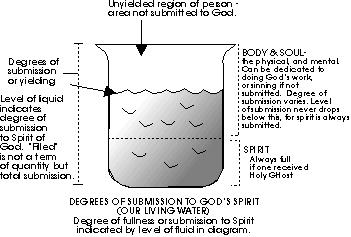 Unyielded region of person -
area not submitted to God.
Degrees of
submission
or yielding
Level of liquid
indicates
degree of
submission
to Spirit of
God. "Filled"
is not a term
of quantity but
total submission.
BODY & SOUL-
the physical, and mental.
Can be dedicated to
doing God's work,
or sinning if not
submitted. Degree of
submission varies. Level
of submission never drops
below this, for spirit is always
submitted.
SPIRIT
Always full
if one received
Holy GHost
DEGREES OF SUBMISSION TO GOD'S SPIRIT
(OUR LIVING WATER)
Degree of fullness or submission to Spirit
indicated by level of fluid in diagram.